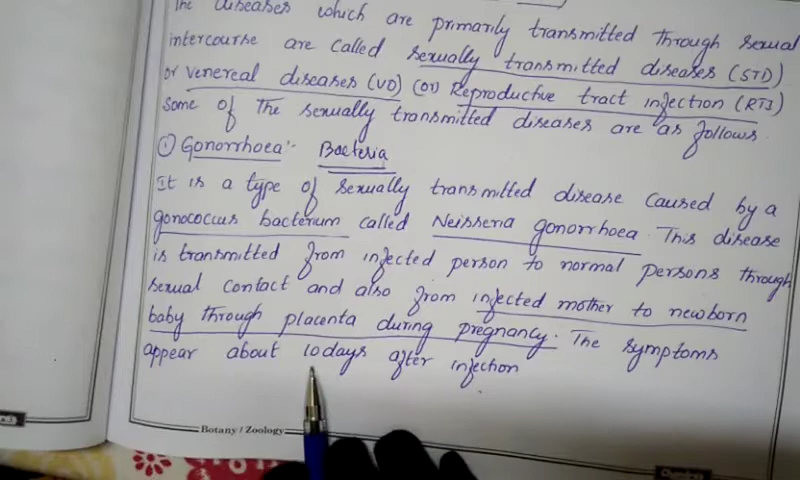 The diseases which are primarily transmitted through sexual
intercourse are called sexually transmitted diseases (STD)
or venereal diseases (VD) (or) Reproductive tract infection (RTI)
some of the sexually transmitted diseases are as follows.
① Gonorrhoea:- Bacteria
It is a type of sexually transmitted disease caused by a
gonococcus bacterium called Neisseria gonorrhoea. This disease
is transmitted from infected person to normal persons through
sexual contact and also from infected mother to newborn
baby through placenta during pregnancy. The symptoms
appear about 10days after infection
Botany / Zoology